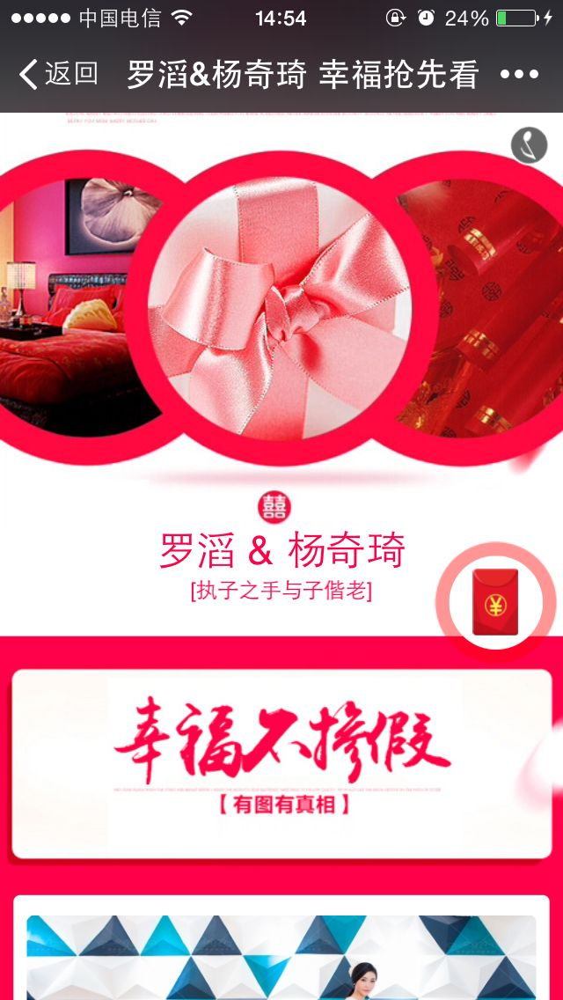 中国电信 14:54 24%
返回 罗滔&杨奇琦 幸福抢先看
囍
罗滔 & 杨奇琦
[执子之手与子偕老]
¥
幸福不掺假
【有图有真相】